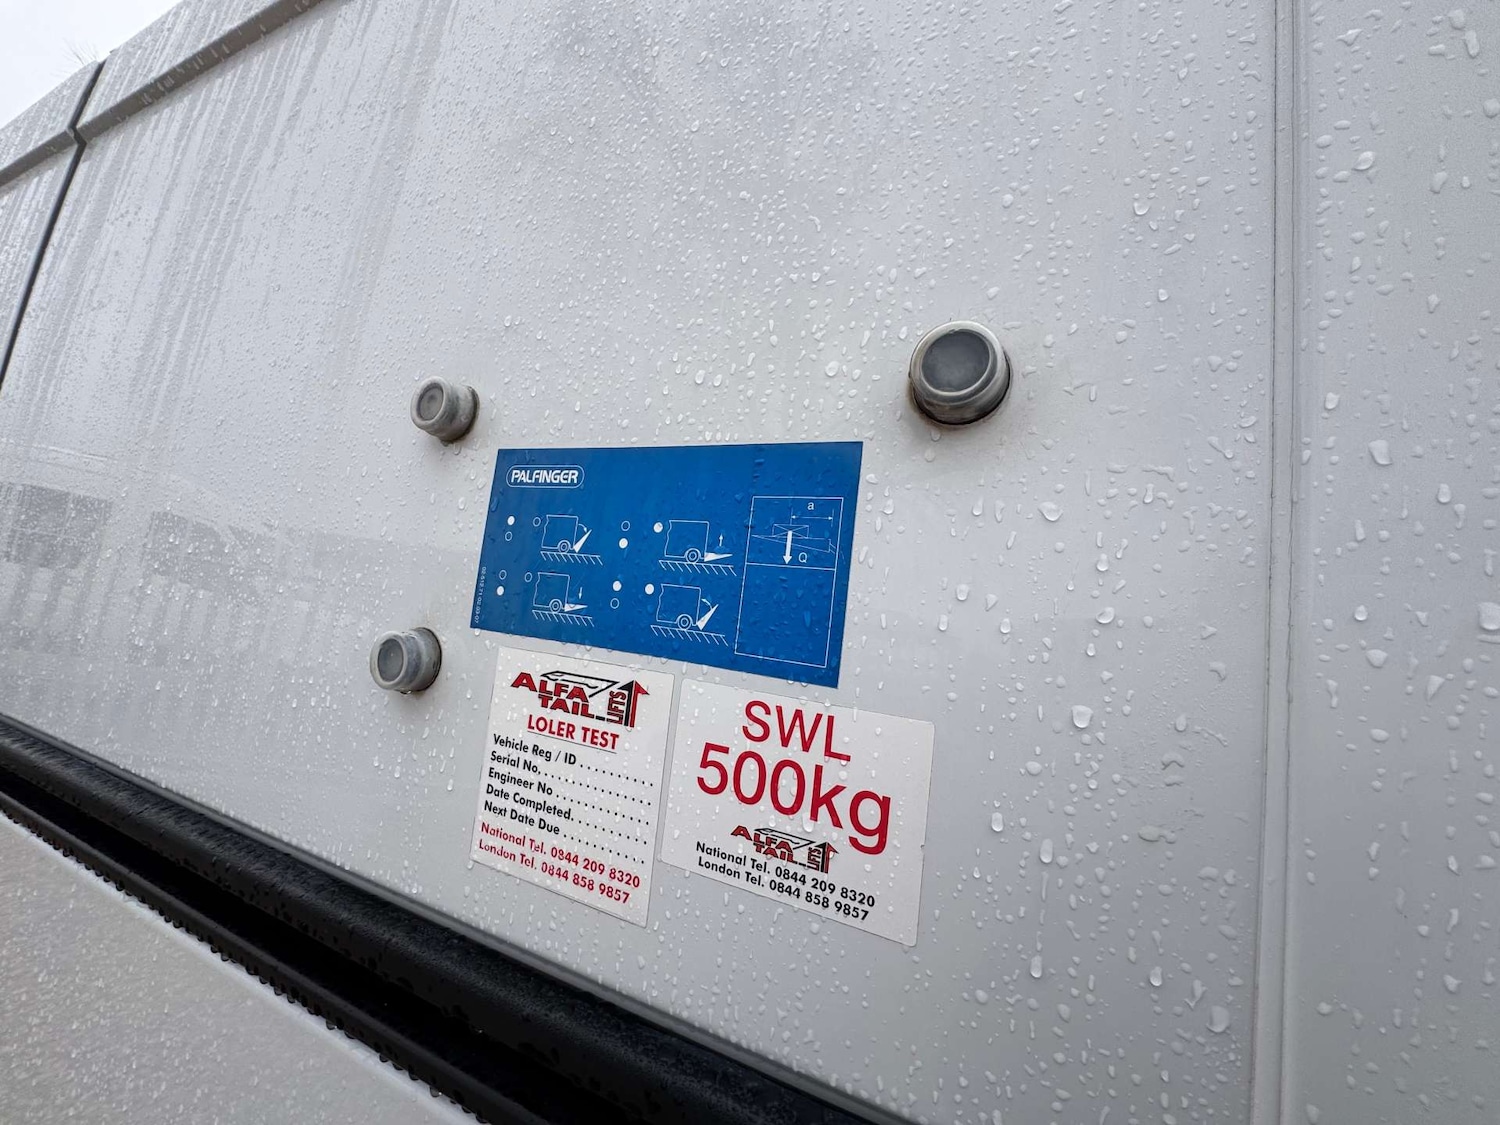 PALFINGER
a
Q
ALFA
TAIL
LIFTS
LOLER TEST
Vehicle Reg / ID . . . . . . . . . . .
Serial No. . . . . . . . . . . . . . . .
Engineer No . . . . . . . . . . . . . .
Date Completed. . . . . . . . . . . .
Next Date Due . . . . . . . . . . . .
National Tel. 0844 209 8320
London Tel. 0844 858 9857
SWL
500kg
ALFA
TAIL
LIFTS
National Tel. 0844 209 8320
London Tel. 0844 858 9857